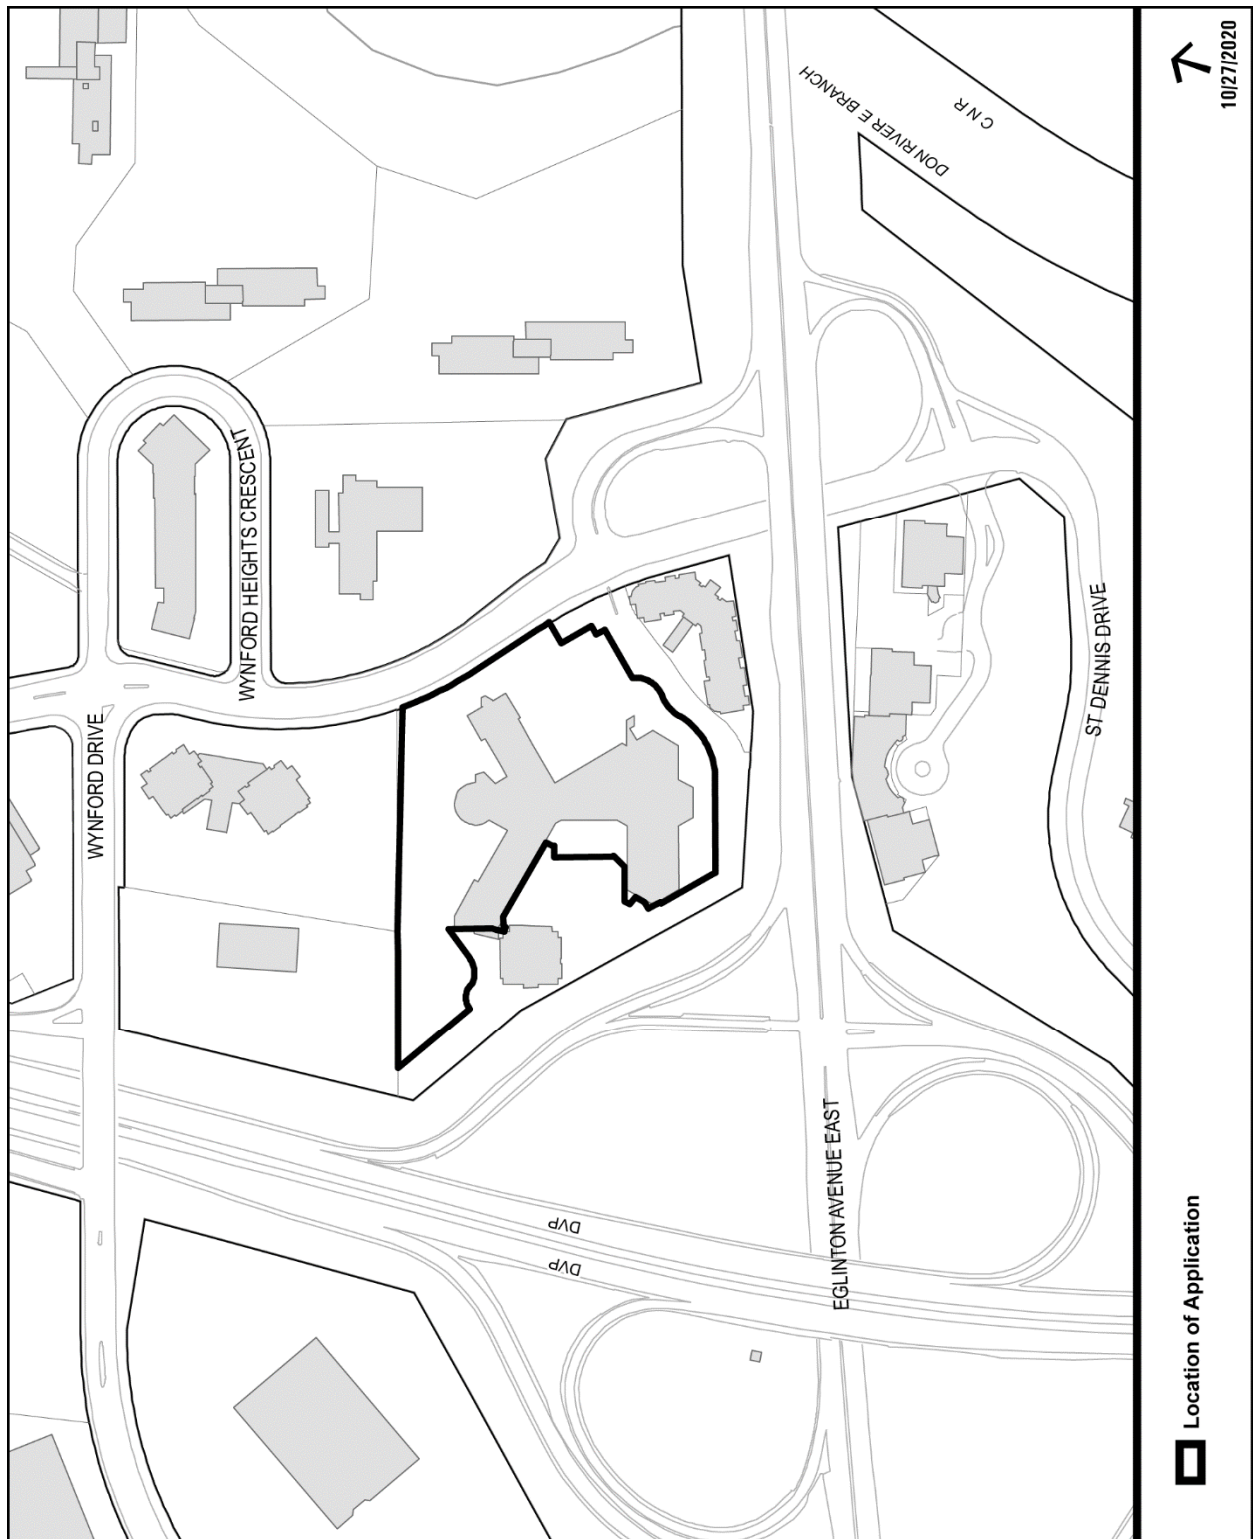 WYNFORD DRIVE
WYNFORD HEIGHTS CRESCENT
DON RIVER E BRANCH
C N R
DVP
DVP
EGLINTON AVENUE EAST
ST DENNIS DRIVE
Location of Application
10/27/2020